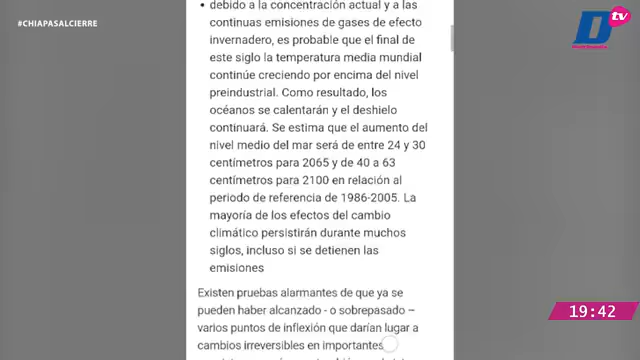 #CHIAPASALCIERRE
D tv
• debido a la concentración actual y a las
continuas emisiones de gases de efecto
invernadero, es probable que el final de
este siglo la temperatura media mundial
continúe creciendo por encima del nivel
preindustrial. Como resultado, los
océanos se calentarán y el deshielo
continuará. Se estima que el aumento del
nivel medio del mar será de entre 24 y 30
centímetros para 2065 y de 40 a 63
centímetros para 2100 en relación al
periodo de referencia de 1986-2005. La
mayoría de los efectos del cambio
climático persistirán durante muchos
siglos, incluso si se detienen las
emisiones
Existen pruebas alarmantes de que ya se
pueden haber alcanzado - o sobrepasado –
varios puntos de inflexión que darían lugar a
cambios irreversibles en importantes
19:42